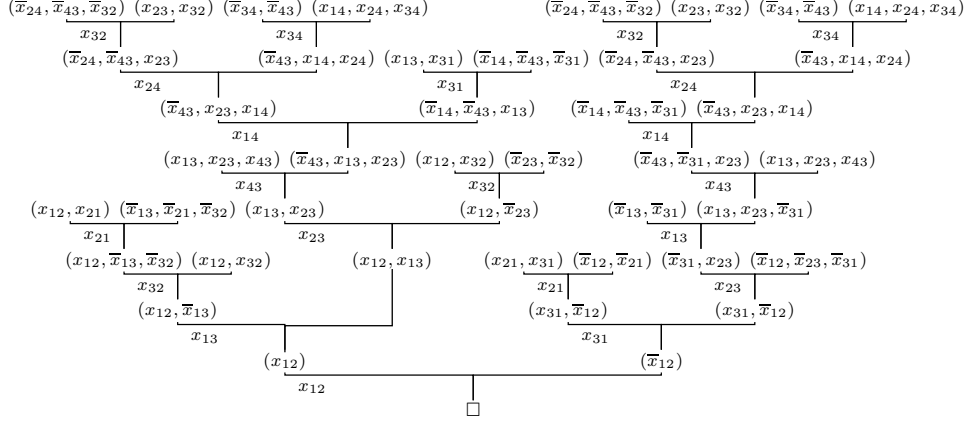 (x̅₂₄, x̅₄₃, x̅₃₂) (x₂₃, x₃₂) (x̅₃₄, x̅₄₃) (x₁₄, x₂₄, x₃₄) (x̅₂₄, x̅₄₃, x̅₃₂) (x₂₃, x₃₂) (x̅₃₄, x̅₄₃) (x₁₄, x₂₄, x₃₄)
x₃₂ x₃₄ x₃₂ x₃₄
(x̅₂₄, x̅₄₃, x₂₃) (x̅₄₃, x₁₄, x₂₄) (x₁₃, x₃₁) (x̅₁₄, x̅₄₃, x̅₃₁) (x̅₂₄, x̅₄₃, x₂₃) (x̅₄₃, x₁₄, x₂₄)
x₂₄ x₃₁ x₂₄
(x̅₄₃, x₂₃, x₁₄) (x̅₁₄, x̅₄₃, x₁₃) (x̅₁₄, x̅₄₃, x̅₃₁) (x̅₄₃, x₂₃, x₁₄)
x₁₄ x₁₄
(x₁₃, x₂₃, x₄₃) (x̅₄₃, x₁₃, x₂₃) (x₁₂, x₃₂) (x̅₂₃, x̅₃₂) (x̅₄₃, x̅₃₁, x₂₃) (x₁₃, x₂₃, x₄₃)
x₄₃ x₃₂ x₄₃
(x₁₂, x₂₁) (x̅₁₃, x̅₂₁, x̅₃₂) (x₁₃, x₂₃) (x₁₂, x̅₂₃) (x̅₁₃, x̅₃₁) (x₁₃, x₂₃, x̅₃₁)
x₂₁ x₂₃ x₁₃
(x₁₂, x̅₁₃, x̅₃₂) (x₁₂, x₃₂) (x₁₂, x₁₃) (x₂₁, x₃₁) (x̅₁₂, x̅₂₁) (x̅₃₁, x₂₃) (x̅₁₂, x̅₂₃, x̅₃₁)
x₃₂ x₂₁ x₂₃
(x₁₂, x̅₁₃) (x₃₁, x̅₁₂) (x₃₁, x̅₁₂)
x₁₃ x₃₁
(x₁₂) (x̅₁₂)
x₁₂
□